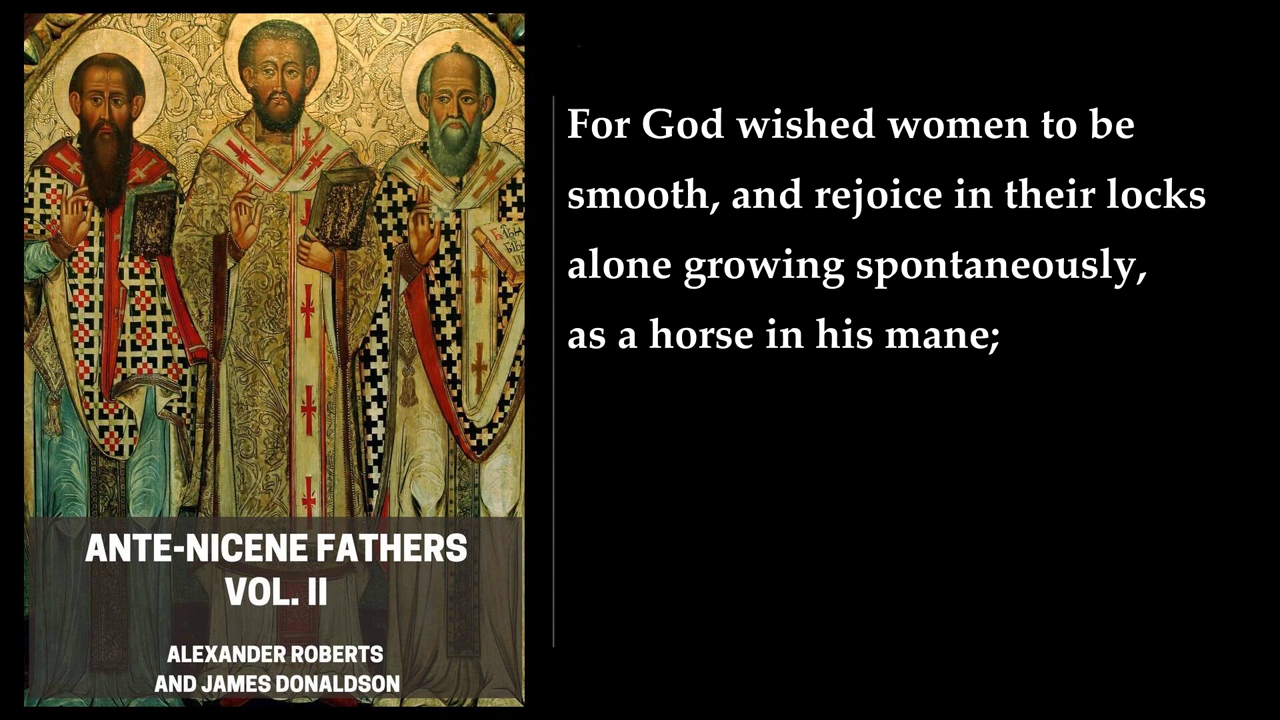 For God wished women to be
smooth, and rejoice in their locks
alone growing spontaneously,
as a horse in his mane;
ANTE-NICENE FATHERS
VOL. II
ALEXANDER ROBERTS
AND JAMES DONALDSON